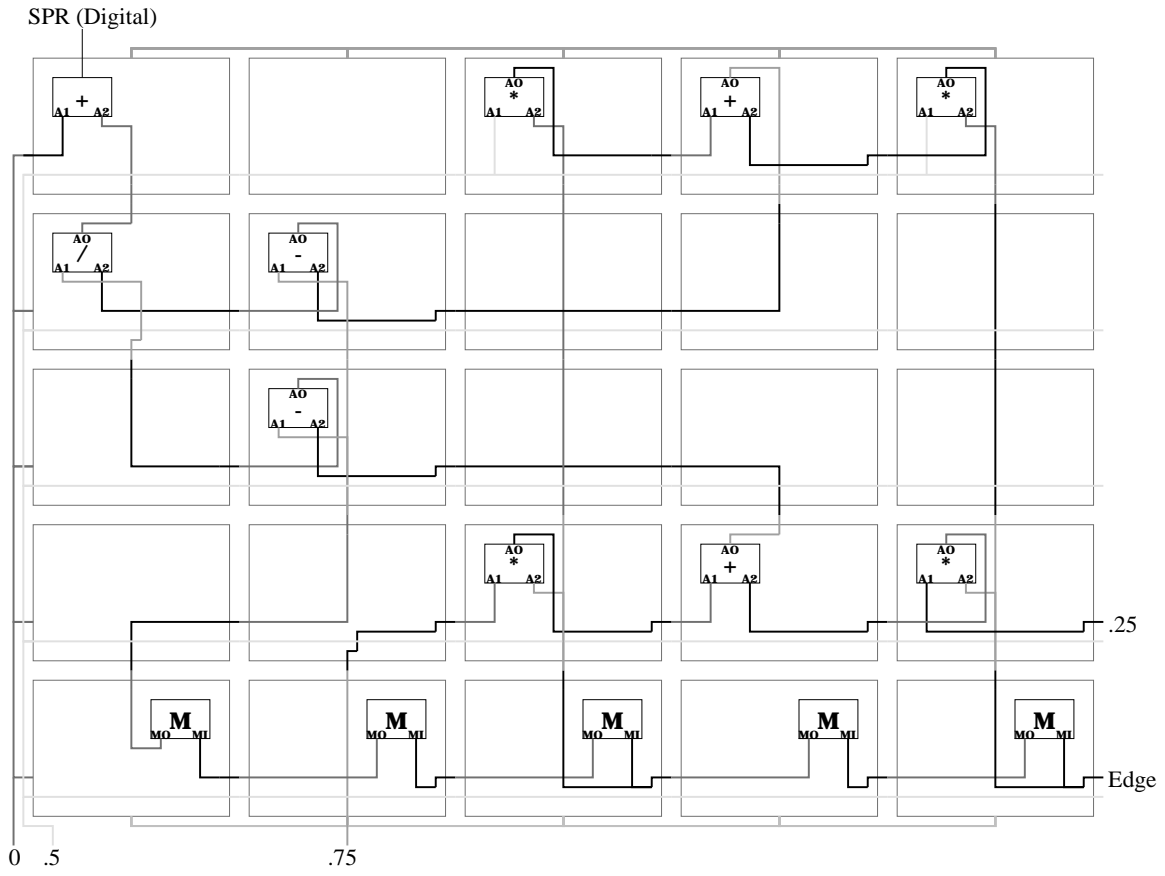 SPR (Digital)
+
A1 A2
AO
*
A1 A2
AO
+
A1 A2
AO
*
A1 A2
AO
/
A1 A2
AO
-
A1 A2
AO
-
A1 A2
AO
*
A1 A2
AO
+
A1 A2
AO
*
A1 A2
.25
M
MO MI
M
MO MI
M
MO MI
M
MO MI
M
MO MI
Edge
0 .5 .75